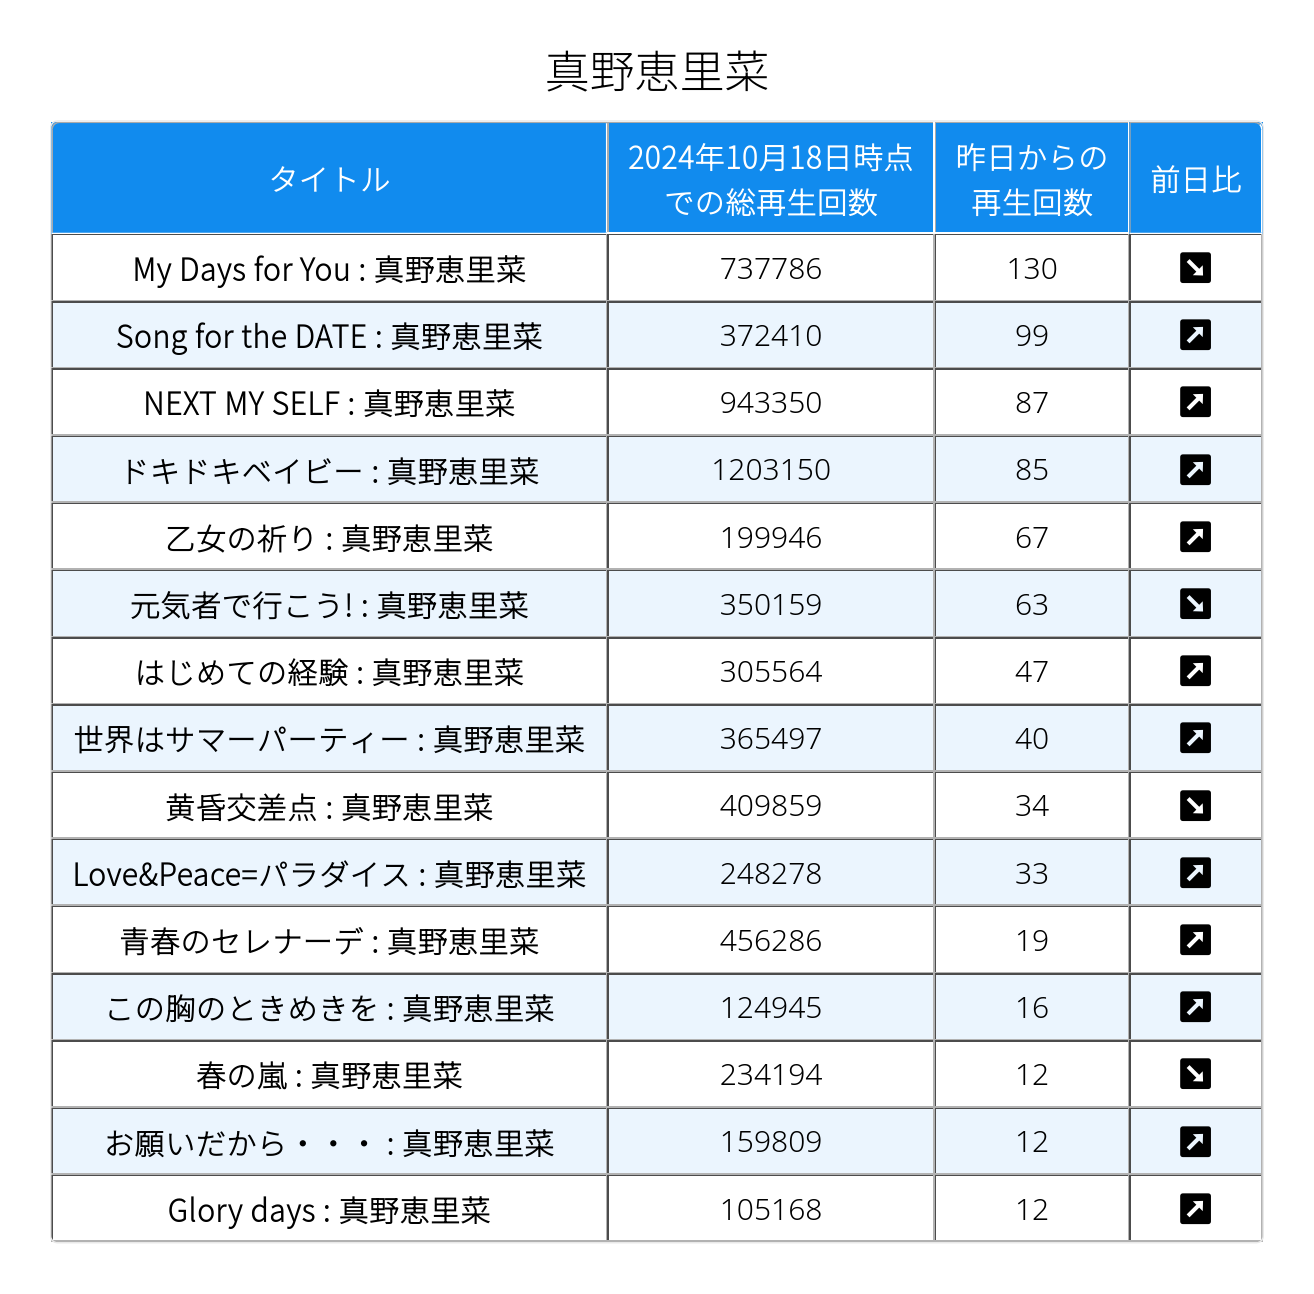 真野恵里菜
タイトル 2024年10月18日時点での総再生回数 昨日からの再生回数 前日比
My Days for You : 真野恵里菜 737786 130 ↘
Song for the DATE : 真野恵里菜 372410 99 ↗
NEXT MY SELF : 真野恵里菜 943350 87 ↗
ドキドキベイビー : 真野恵里菜 1203150 85 ↗
乙女の祈り : 真野恵里菜 199946 67 ↗
元気者で行こう! : 真野恵里菜 350159 63 ↘
はじめての経験 : 真野恵里菜 305564 47 ↗
世界はサマーパーティー : 真野恵里菜 365497 40 ↗
黄昏交差点 : 真野恵里菜 409859 34 ↘
Love&Peace=パラダイス : 真野恵里菜 248278 33 ↗
青春のセレナーデ : 真野恵里菜 456286 19 ↗
この胸のときめきを : 真野恵里菜 124945 16 ↗
春の嵐 : 真野恵里菜 234194 12 ↘
お願いだから・・・ : 真野恵里菜 159809 12 ↗
Glory days : 真野恵里菜 105168 12 ↗